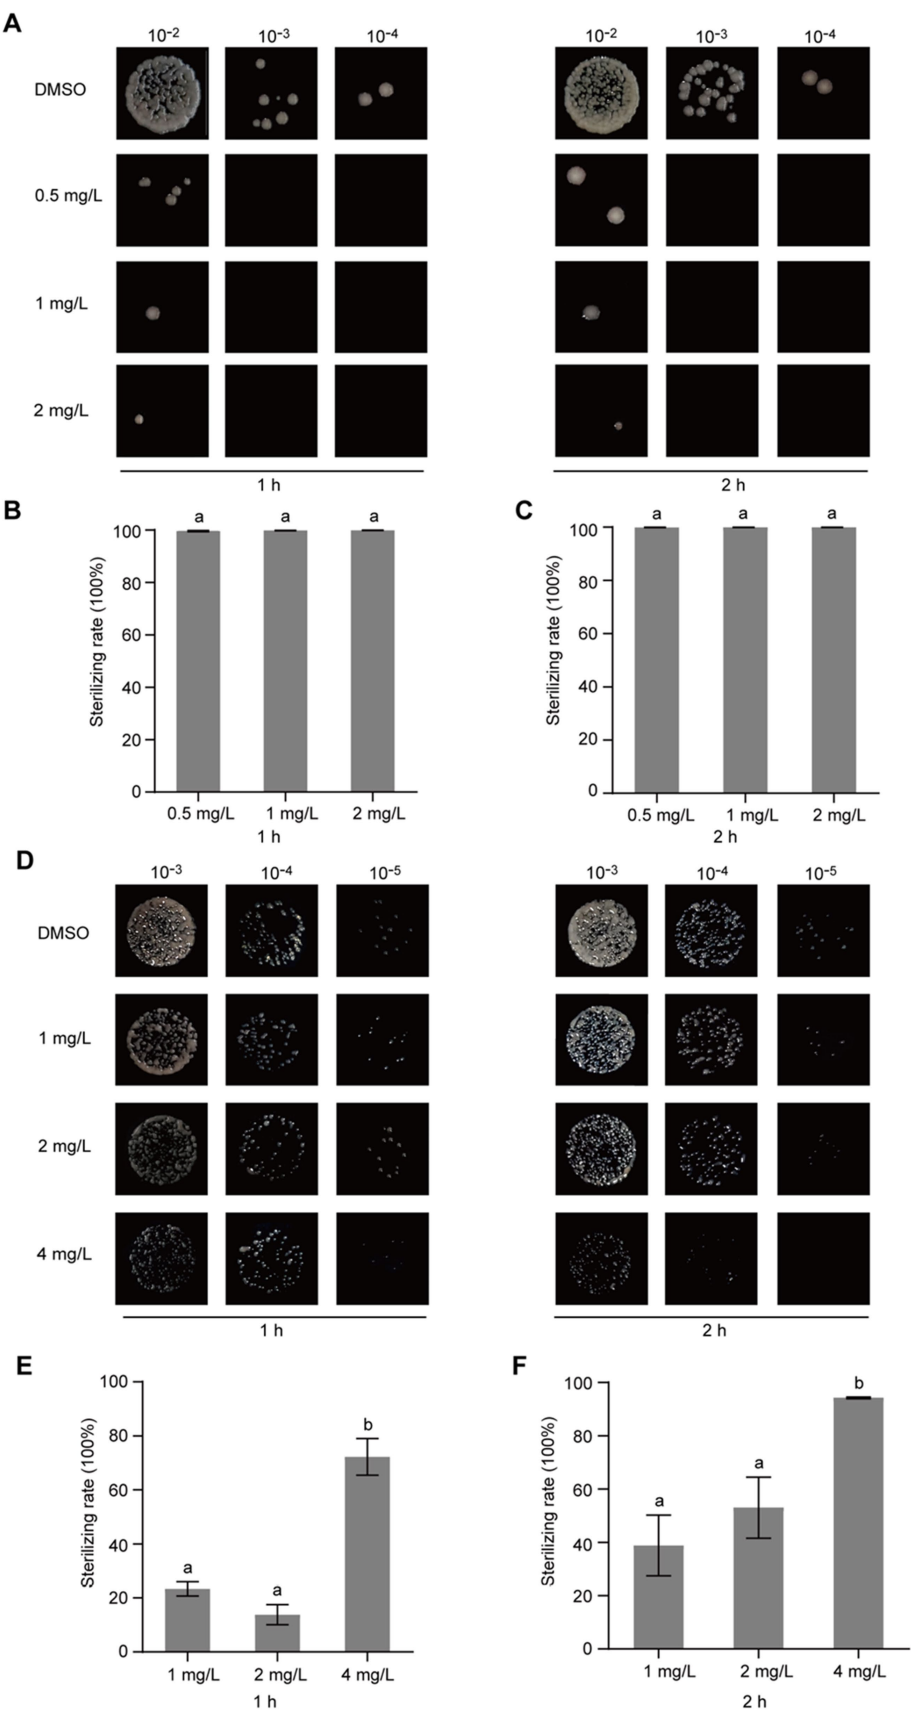 A
10-2 10-3 10-4 10-2 10-3 10-4
DMSO
0.5 mg/L
1 mg/L
2 mg/L
1 h 2 h
B C
a a a a a a
100 100
80 80
60 60
40 40
20 20
0 0
Sterilizing rate (100%) Sterilizing rate (100%)
0.5 mg/L 1 mg/L 2 mg/L 0.5 mg/L 1 mg/L 2 mg/L
1 h 2 h
D
10-3 10-4 10-5 10-3 10-4 10-5
DMSO
1 mg/L
2 mg/L
4 mg/L
1 h 2 h
E F
a a b a a b
100 100
80 80
60 60
40 40
20 20
0 0
Sterilizing rate (100%) Sterilizing rate (100%)
1 mg/L 2 mg/L 4 mg/L 1 mg/L 2 mg/L 4 mg/L
1 h 2 h